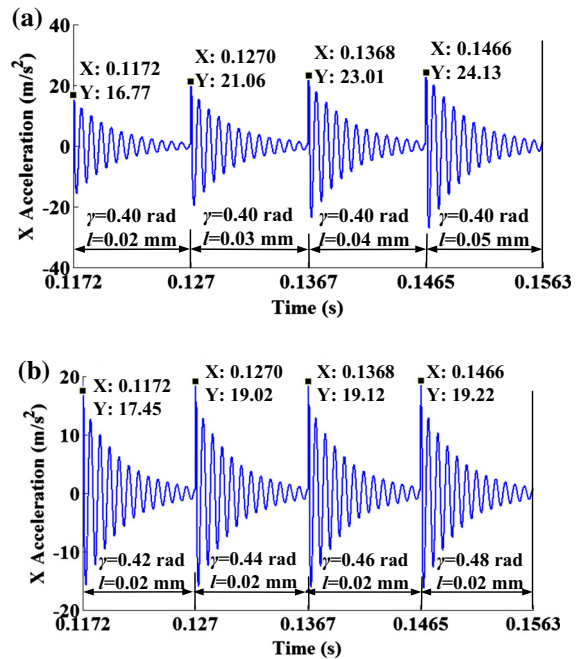 (a)
X: 0.1172
Y: 16.77
X: 0.1270
Y: 21.06
X: 0.1368
Y: 23.01
X: 0.1466
Y: 24.13
X Acceleration (m/s²)
40
20
0
-20
-40
γ=0.40 rad
l=0.02 mm
γ=0.40 rad
l=0.03 mm
γ=0.40 rad
l=0.04 mm
γ=0.40 rad
l=0.05 mm
0.1172 0.127 0.1367 0.1465 0.1563
Time (s)
(b)
X: 0.1172
Y: 17.45
X: 0.1270
Y: 19.02
X: 0.1368
Y: 19.12
X: 0.1466
Y: 19.22
X Acceleration (m/s²)
20
10
0
-10
-20
γ=0.42 rad
l=0.02 mm
γ=0.44 rad
l=0.02 mm
γ=0.46 rad
l=0.02 mm
γ=0.48 rad
l=0.02 mm
0.1172 0.127 0.1367 0.1465 0.1563
Time (s)